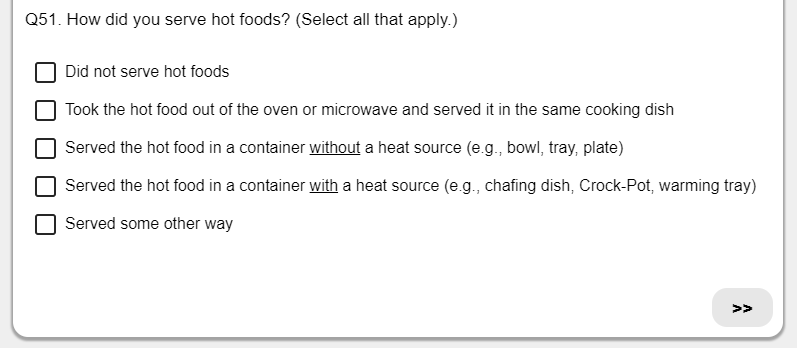 Q51. How did you serve hot foods? (Select all that apply.)
Did not serve hot foods
Took the hot food out of the oven or microwave and served it in the same cooking dish
Served the hot food in a container without a heat source (e.g., bowl, tray, plate)
Served the hot food in a container with a heat source (e.g., chafing dish, Crock-Pot, warming tray)
Served some other way
>>